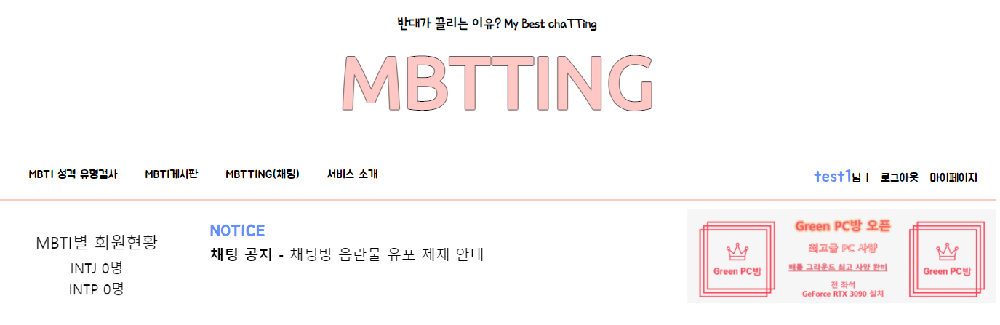 반대가 끌리는 이유? My Best chaTTing
MBTTING
MBTI 성격 유형검사 MBTI게시판 MBTTING(채팅) 서비스 소개
test1님 | 로그아웃 마이페이지
MBTI별 회원현황
INTJ 0명
INTP 0명
NOTICE
채팅 공지 - 채팅방 음란물 유포 제재 안내
Green PC방
Green PC방 오픈
최고급 PC 사양
배틀 그라운드 최고 사양 완비
전 좌석
GeForce RTX 3090 설치
Green PC방